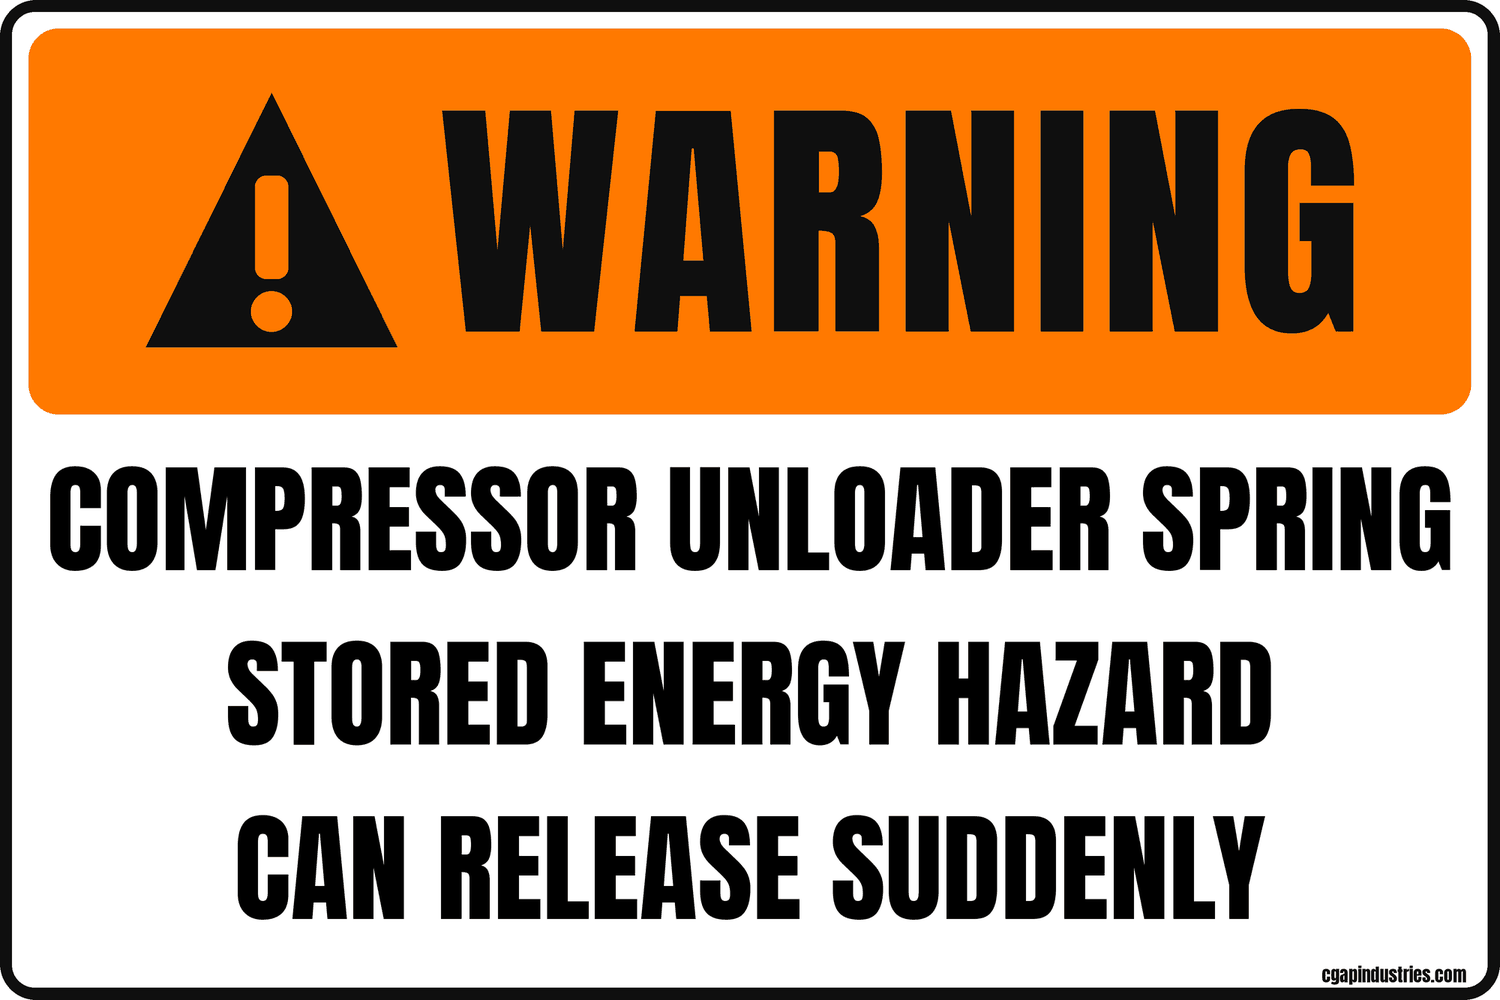 WARNING
COMPRESSOR UNLOADER SPRING
STORED ENERGY HAZARD
CAN RELEASE SUDDENLY
cgapindustries.com